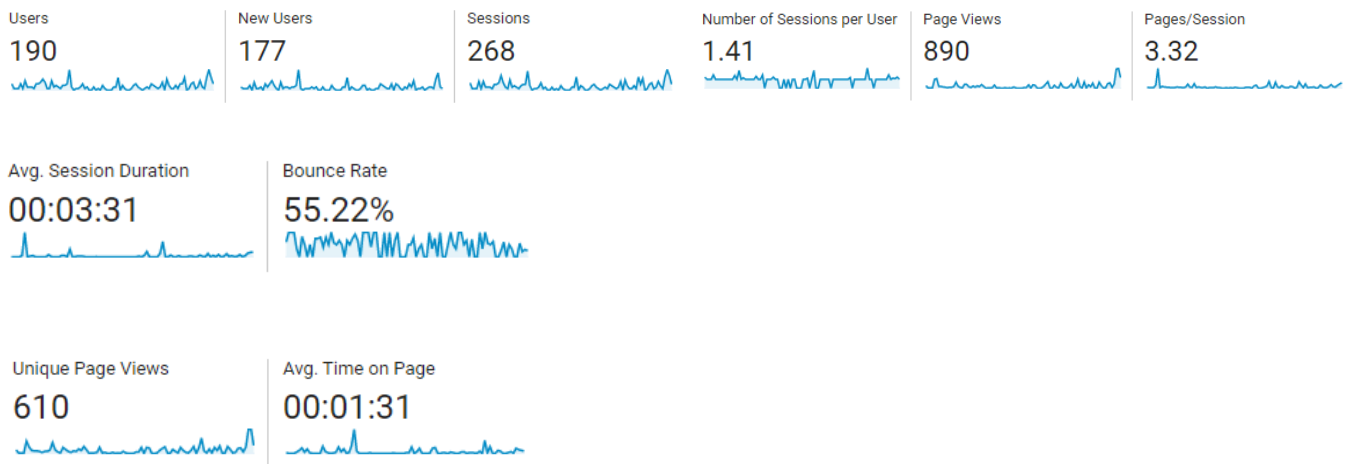 Users
190
New Users
177
Sessions
268
Number of Sessions per User
1.41
Page Views
890
Pages/Session
3.32
Avg. Session Duration
00:03:31
Bounce Rate
55.22%
Unique Page Views
610
Avg. Time on Page
00:01:31